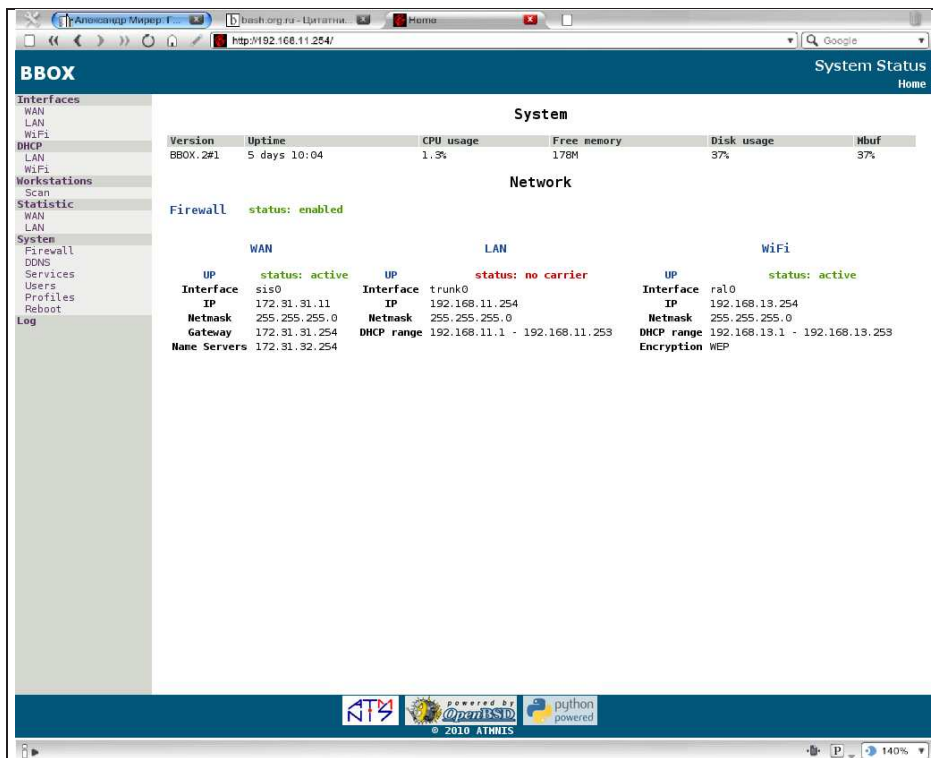 Александр Мирер: Г...
bash.org.ru - Цитатни...
Home
http://192.168.11.254/
Google
BBOX
System Status
Home
Interfaces
WAN
LAN
WiFi
DHCP
LAN
WiFi
Workstations
Scan
Statistic
WAN
LAN
System
Firewall
DDNS
Services
Users
Profiles
Reboot
Log
System
Version Uptime CPU usage Free memory Disk usage Mbuf
BBOX.2#1 5 days 10:04 1.3% 178M 37% 37%
Network
Firewall status: enabled
WAN LAN WiFi
UP status: active UP status: no carrier UP status: active
Interface sis0 Interface trunk0 Interface ral0
IP 172.31.31.11 IP 192.168.11.254 IP 192.168.13.254
Netmask 255.255.255.0 Netmask 255.255.255.0 Netmask 255.255.255.0
Gateway 172.31.31.254 DHCP range 192.168.11.1 - 192.168.11.253 DHCP range 192.168.13.1 - 192.168.13.253
Name Servers 172.31.32.254 Encryption WEP
ATM
NIS
powered by
OpenBSD
python
powered
© 2010 ATMNIS
P
140%